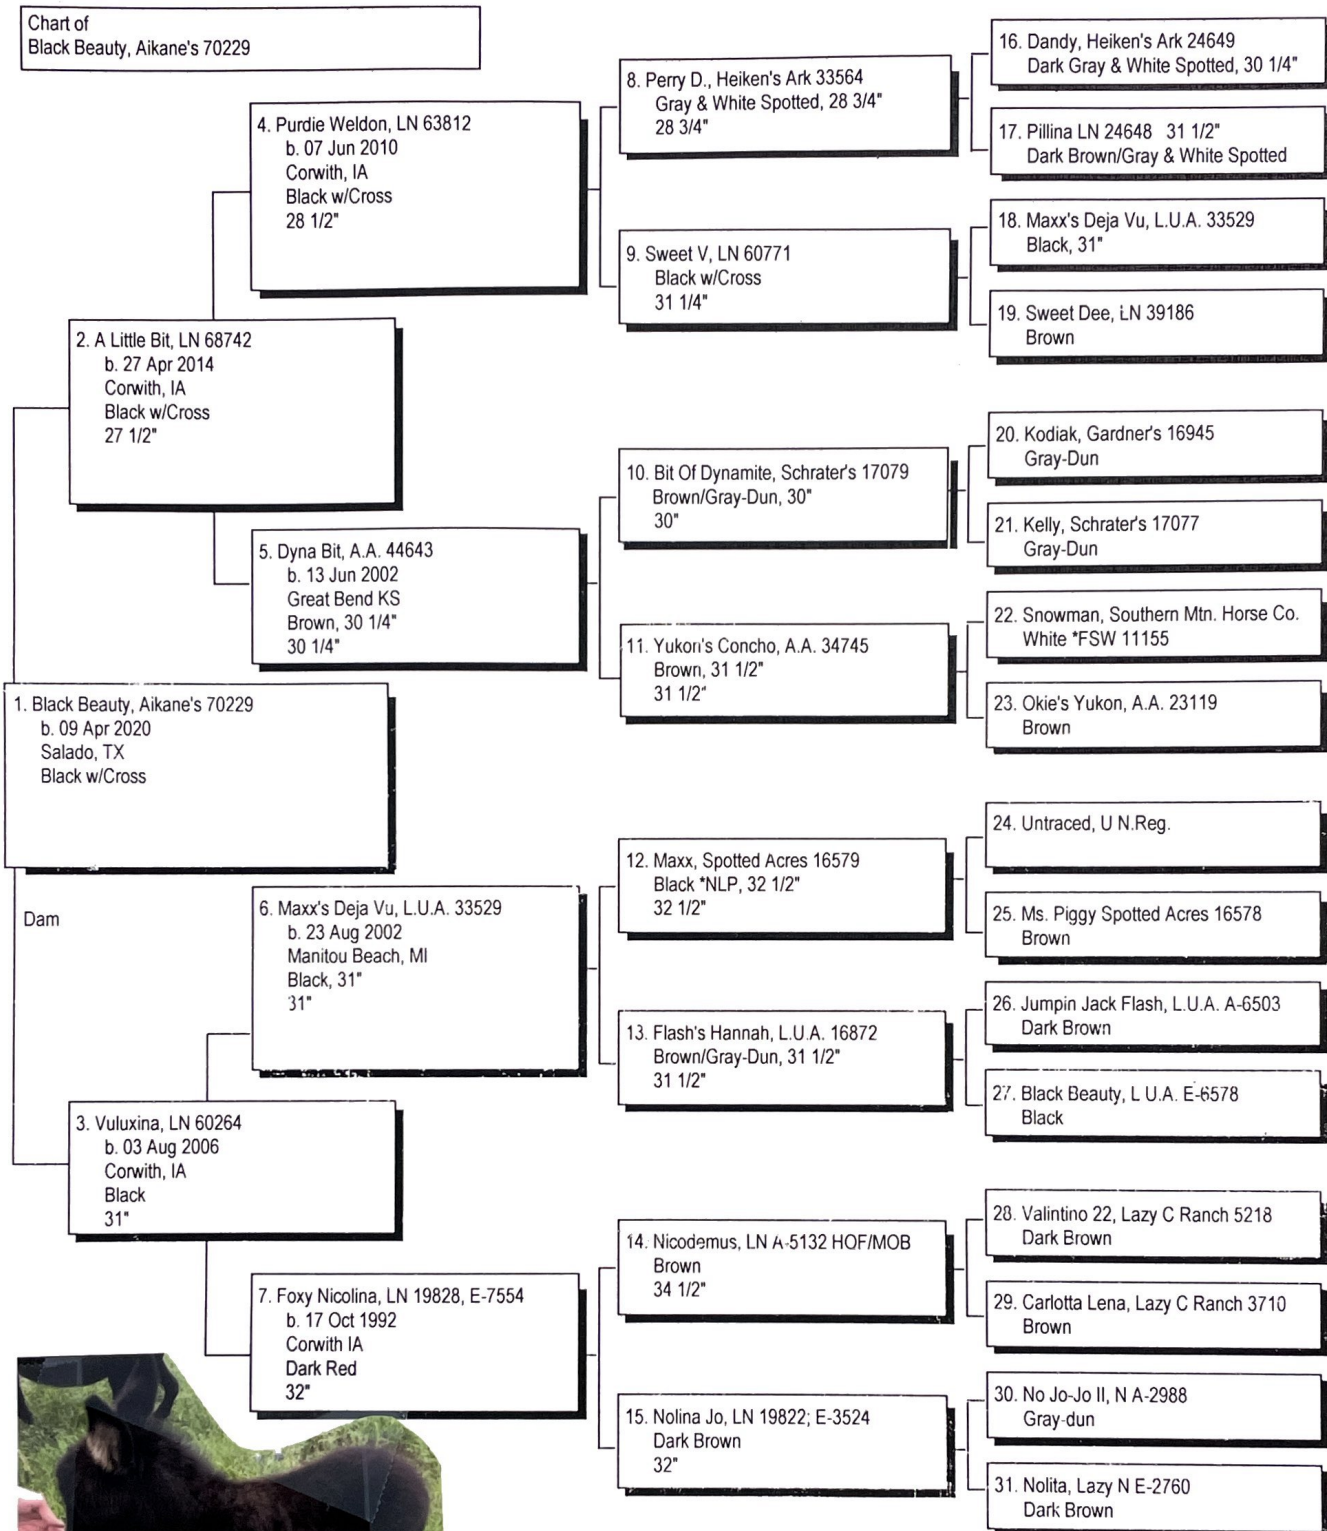 Chart of
Black Beauty, Aikane's 70229
16. Dandy, Heiken's Ark 24649
Dark Gray & White Spotted, 30 1/4"
8. Perry D., Heiken's Ark 33564
Gray & White Spotted, 28 3/4"
28 3/4"
17. Pillina LN 24648 31 1/2"
Dark Brown/Gray & White Spotted
4. Purdie Weldon, LN 63812
b. 07 Jun 2010
Corwith, IA
Black w/Cross
28 1/2"
18. Maxx's Deja Vu, L.U.A. 33529
Black, 31"
9. Sweet V, LN 60771
Black w/Cross
31 1/4"
19. Sweet Dee, LN 39186
Brown
2. A Little Bit, LN 68742
b. 27 Apr 2014
Corwith, IA
Black w/Cross
27 1/2"
20. Kodiak, Gardner's 16945
Gray-Dun
10. Bit Of Dynamite, Schrater's 17079
Brown/Gray-Dun, 30"
30"
21. Kelly, Schrater's 17077
Gray-Dun
5. Dyna Bit, A.A. 44643
b. 13 Jun 2002
Great Bend KS
Brown, 30 1/4"
30 1/4"
22. Snowman, Southern Mtn. Horse Co.
White *FSW 11155
11. Yukon's Concho, A.A. 34745
Brown, 31 1/2"
31 1/2"
23. Okie's Yukon, A.A. 23119
Brown
1. Black Beauty, Aikane's 70229
b. 09 Apr 2020
Salado, TX
Black w/Cross
24. Untraced, U N.Reg.
12. Maxx, Spotted Acres 16579
Black *NLP, 32 1/2"
32 1/2"
25. Ms. Piggy Spotted Acres 16578
Brown
Dam
6. Maxx's Deja Vu, L.U.A. 33529
b. 23 Aug 2002
Manitou Beach, MI
Black, 31"
31"
26. Jumpin Jack Flash, L.U.A. A-6503
Dark Brown
13. Flash's Hannah, L.U.A. 16872
Brown/Gray-Dun, 31 1/2"
31 1/2"
27. Black Beauty, L U.A. E-6578
Black
3. Vuluxina, LN 60264
b. 03 Aug 2006
Corwith, IA
Black
31"
28. Valintino 22, Lazy C Ranch 5218
Dark Brown
14. Nicodemus, LN A-5132 HOF/MOB
Brown
34 1/2"
29. Carlotta Lena, Lazy C Ranch 3710
Brown
7. Foxy Nicolina, LN 19828, E-7554
b. 17 Oct 1992
Corwith IA
Dark Red
32"
30. No Jo-Jo II, N A-2988
Gray-dun
15. Nolina Jo, LN 19822; E-3524
Dark Brown
32"
31. Nolita, Lazy N E-2760
Dark Brown